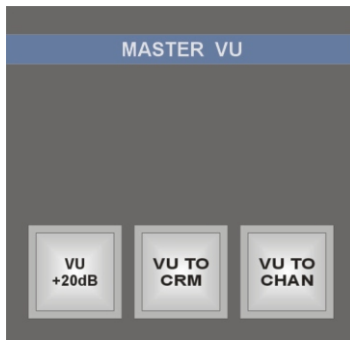 MASTER VU
VU
+20dB
VU TO
CRM
VU TO
CHAN